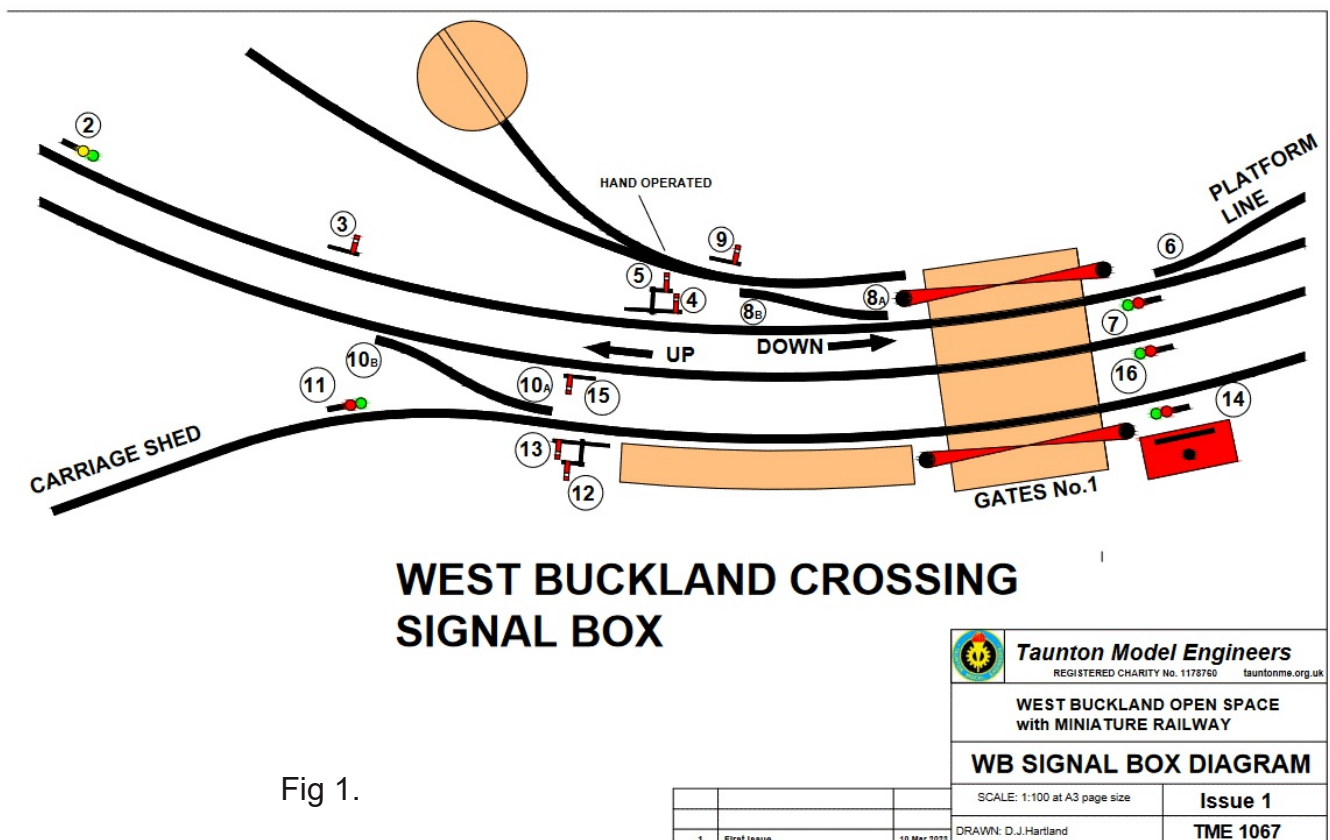 2
PLATFORM
LINE
HAND OPERATED
3
9
6
5
4
8A
8B
7
UP
DOWN
10B
16
11
10A
15
14
CARRIAGE SHED
13
12
GATES No.1
WEST BUCKLAND CROSSING
SIGNAL BOX
Taunton Model Engineers
REGISTERED CHARITY No. 1178760 tauntonme.org.uk
WEST BUCKLAND OPEN SPACE
with MINIATURE RAILWAY
WB SIGNAL BOX DIAGRAM
Fig 1.
SCALE: 1:100 at A3 page size
Issue 1
1 First Issue 10 Mar 2023
DRAWN: D.J.Hartland
TME 1067